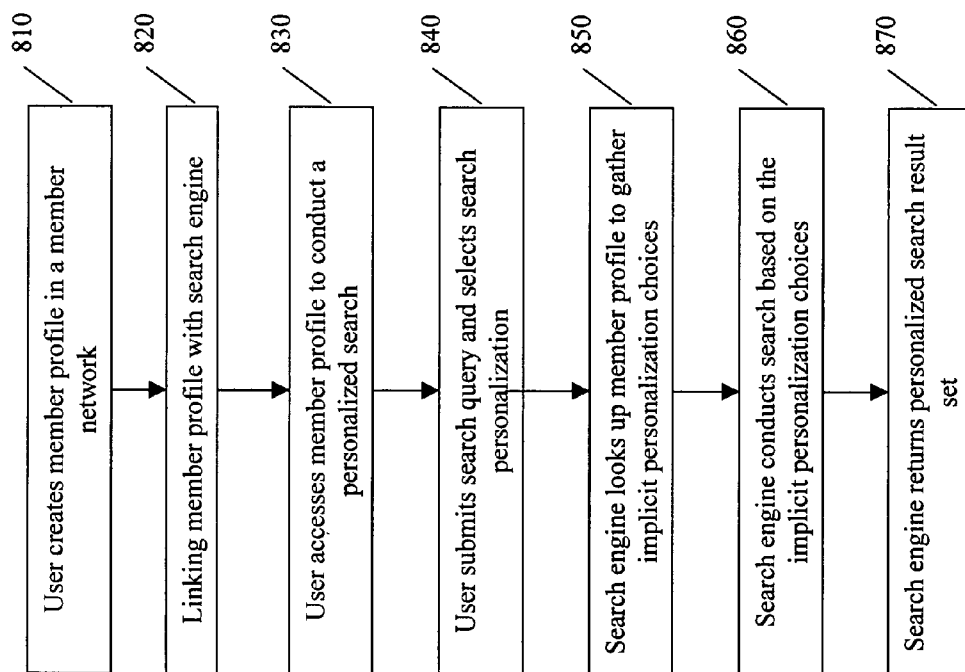 810
User creates member profile in a member
network
820
Linking member profile with search engine
830
User accesses member profile to conduct a
personalized search
840
User submits search query and selects search
personalization
850
Search engine looks up member profile to gather
implicit personalization choices
860
Search engine conducts search based on the
implicit personalization choices
870
Search engine returns personalized search result
set